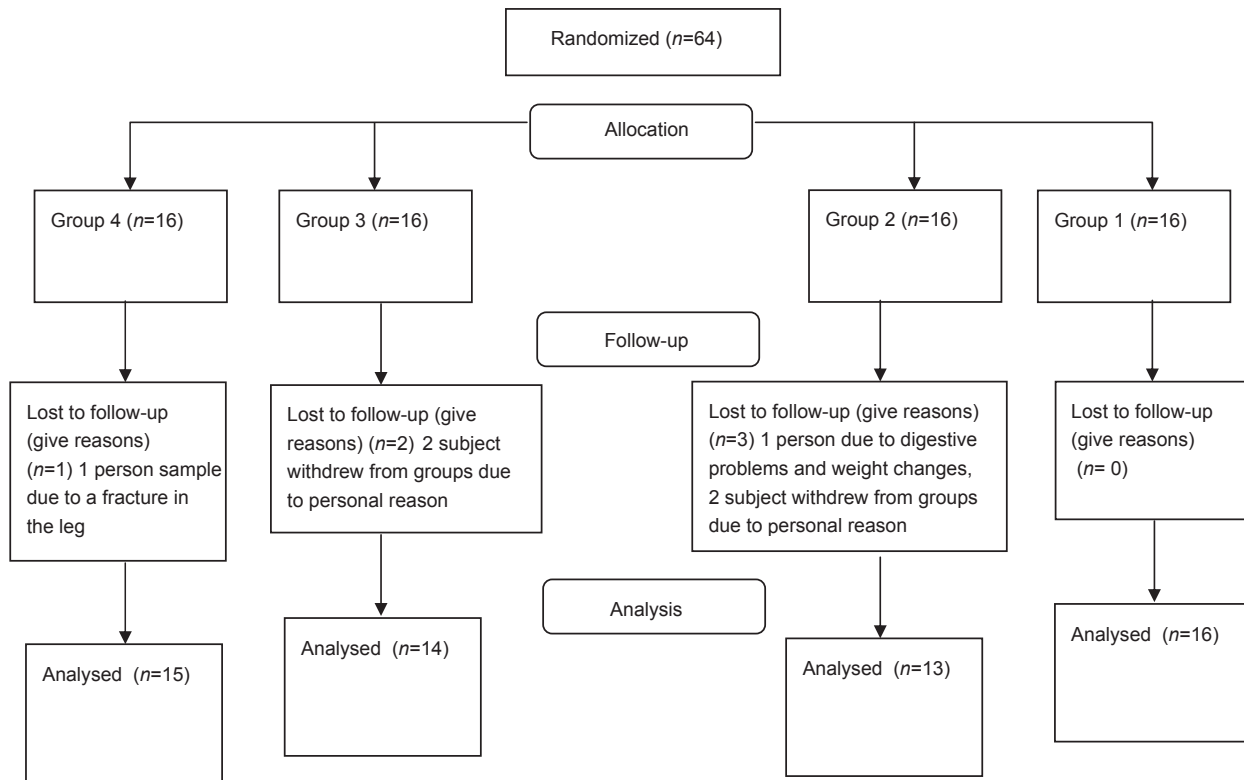 Randomized (n=64)
Allocation
Group 4 (n=16)
Group 3 (n=16)
Group 2 (n=16)
Group 1 (n=16)
Follow-up
Lost to follow-up
(give reasons)
(n=1) 1 person sample
due to a fracture in
the leg
Lost to follow-up (give
reasons) (n=2) 2 subject
withdrew from groups due
to personal reason
Lost to follow-up (give reasons)
(n=3) 1 person due to digestive
problems and weight changes,
2 subject withdrew from groups
due to personal reason
Lost to follow-up
(give reasons)
(n= 0)
Analysis
Analysed (n=15)
Analysed (n=14)
Analysed (n=13)
Analysed (n=16)